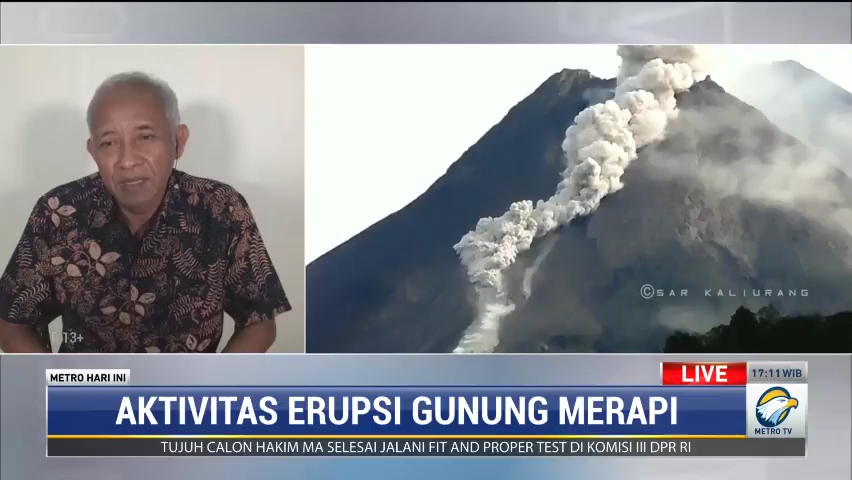 ©SAR KALIURANG
13+
METRO HARI INI
LIVE
17:11 WIB
AKTIVITAS ERUPSI GUNUNG MERAPI
METRO TV
TUJUH CALON HAKIM MA SELESAI JALANI FIT AND PROPER TEST DI KOMISI III DPR RI